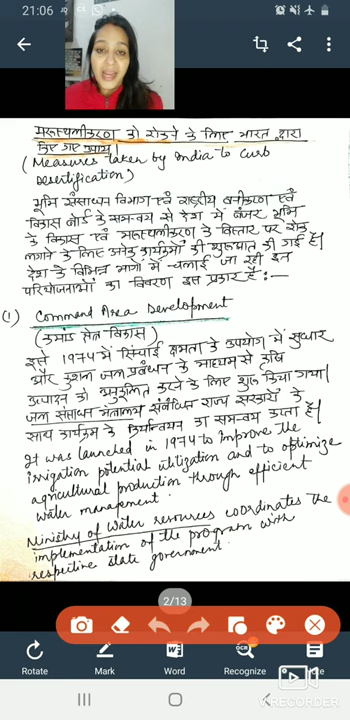 21:06
मरूस्थलीकरण को रोकने के लिए भारत द्वारा
किए गए उपाय।
(Measures taken by India to curb
desertification)
भूमि संसाधन विभाग एवं राष्ट्रीय वनीकरण एवं
विकास बोर्ड के समन्वय से देश में बंजर भूमि
के विकास एवं मरूस्थलीकरण के विस्तार पर रोक
लगाने के लिए अनेक कार्यक्रमों की शुरूआत की गई है।
देश के विभिन्न भागों में चलाई जा रही इन
परियोजनाओं का विवरण इस प्रकार है:—
(1) Command Area Development
(कमांड क्षेत्र विकास)
इसे 1974 में सिंचाई क्षमता के उपयोग में सुधार
और कुशल जल प्रबंधन के माध्यम से कृषि
उत्पादन को अनुकूलित करने के लिए शुरू किया गया।
जल संसाधन मंत्रालय संबंधित राज्य सरकारों के
साथ कार्यक्रम के क्रियान्वयन का समन्वय करता है।
It was launched in 1974 to improve the
irrigation potential utilization and to optimize
agricultural production through efficient
water management.
Ministry of water resources coordinates the
implementation of the program with
respective state government.
2/13
Rotate Mark Word Recognize
W OCR
VRECORDER